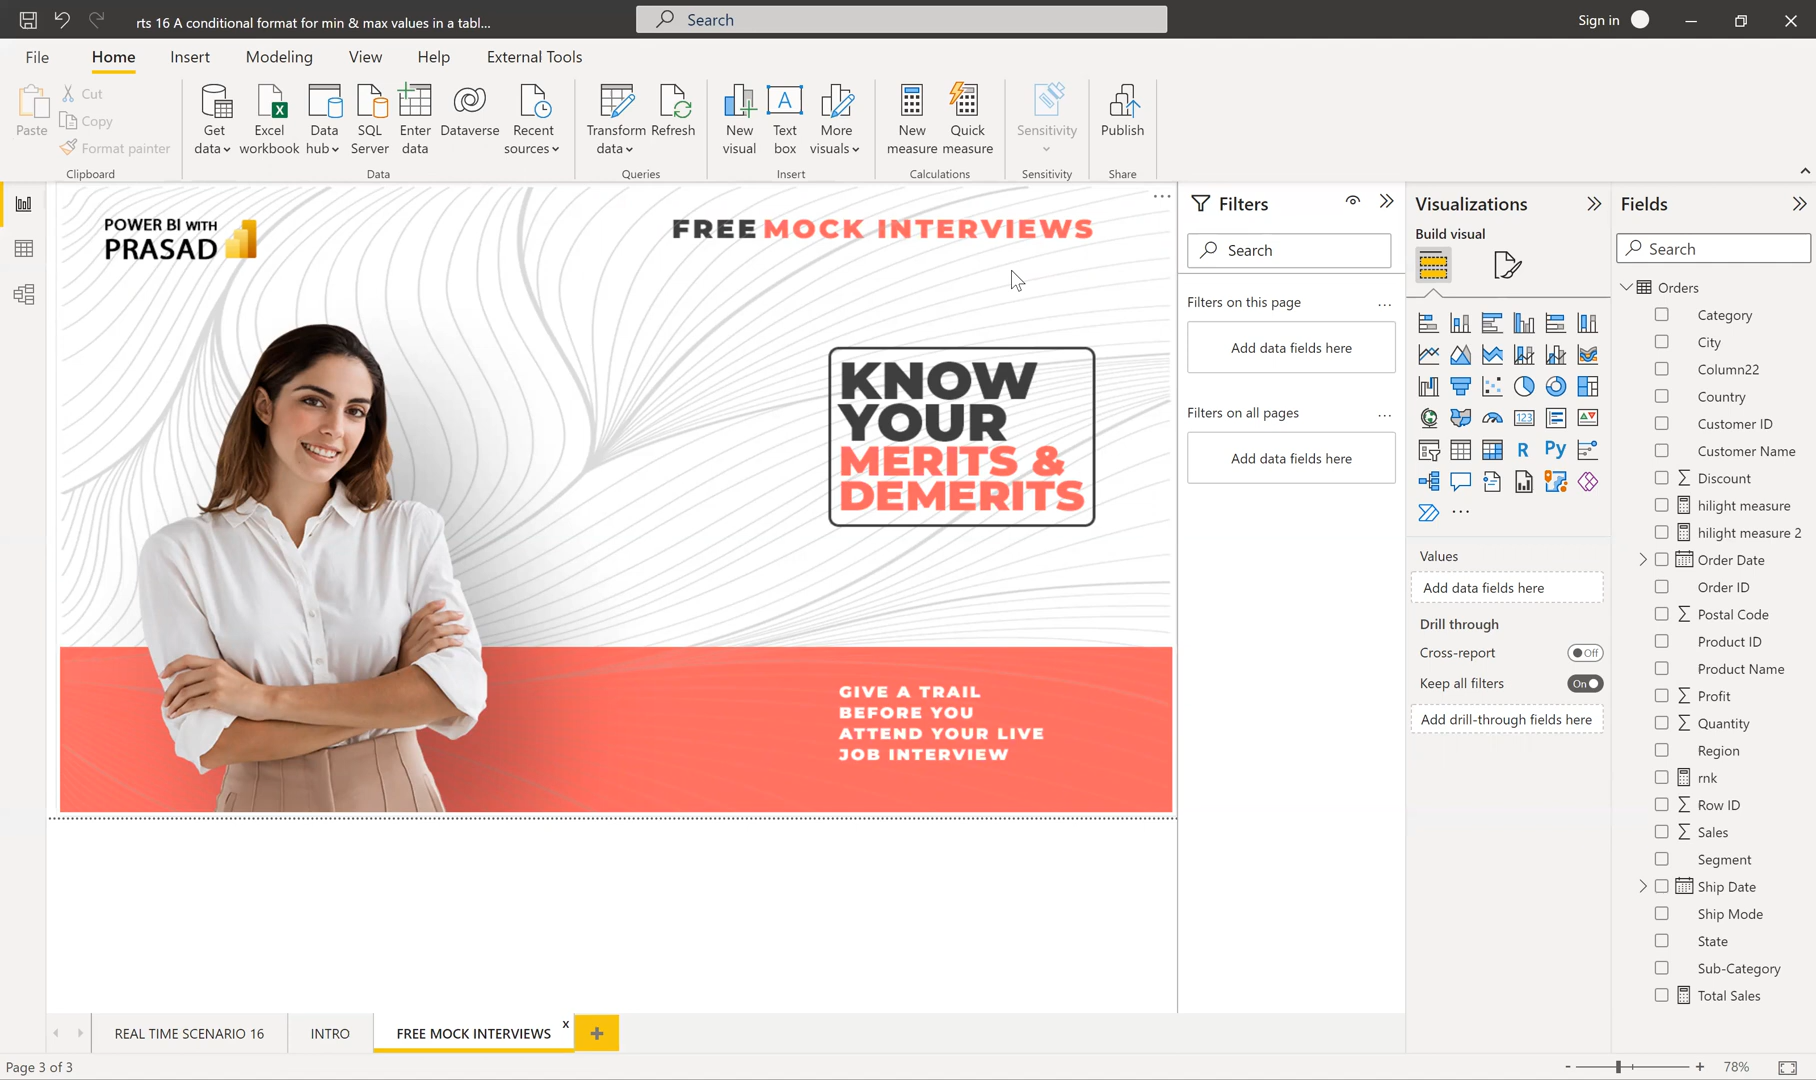 rts 16 A conditional format for min & max values in a tabl...
Search
Sign in
File
Home
Insert
Modeling
View
Help
External Tools
Paste
Cut
Copy
Format painter
Clipboard
Get data
Excel workbook
Data hub
SQL Server
Enter data
Dataverse
Recent sources
Data
Transform data
Refresh
Queries
New visual
Text box
More visuals
Insert
New measure
Quick measure
Calculations
Sensitivity
Sensitivity
Publish
Share
POWER BI WITH
PRASAD
FREE MOCK INTERVIEWS
KNOW
YOUR
MERITS &
DEMERITS
GIVE A TRAIL
BEFORE YOU
ATTEND YOUR LIVE
JOB INTERVIEW
Filters
Search
Filters on this page
...
Add data fields here
Filters on all pages
...
Add data fields here
Visualizations
Build visual
R
Py
123
...
Values
Add data fields here
Drill through
Cross-report
Off
Keep all filters
On
Add drill-through fields here
Fields
Search
Orders
Category
City
Column22
Country
Customer ID
Customer Name
Discount
hilight measure
hilight measure 2
Order Date
Order ID
Postal Code
Product ID
Product Name
Profit
Quantity
Region
rnk
Row ID
Sales
Segment
Ship Date
Ship Mode
State
Sub-Category
Total Sales
REAL TIME SCENARIO 16
INTRO
FREE MOCK INTERVIEWS
x
+
Page 3 of 3
- + 78%